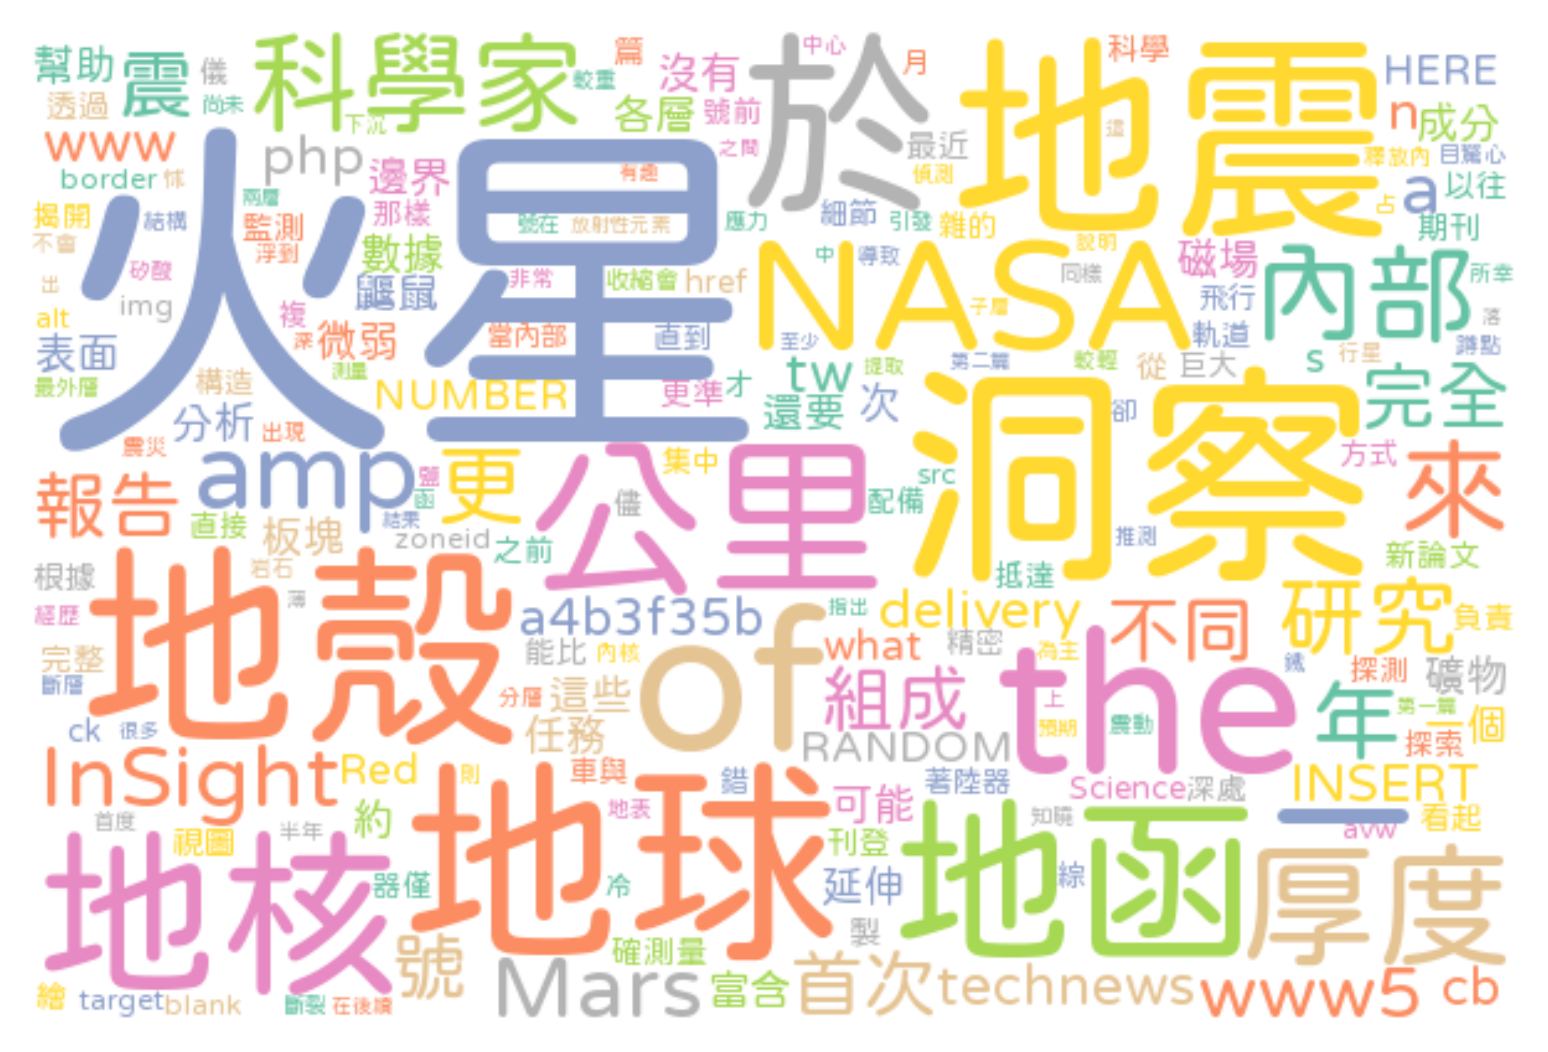 幫助 震 儀 科學家 篇 較重 沒有 中心 月 科學 HERE
透過 尚未 下沉 各層 號前 於 地震 n 成分
www php 邊界 有趣 之間 最近 這 釋放內 目驚心
border 兩層 偵測 占 a 以往
揭開 結構 監測 那樣 號在 放射性元素 應力 細節 引發 雜的 期刊
不會 火星 浮到 數據 中 導致 說明 磁場 內部
矽酸 鼴鼠 非常 收縮會 href NASA 同樣 所幸
出 img 複 子層 飛行 落
alt 深 微弱 當內部 直到 至少 軌道 蹲點
表面 測量 tw 提取 第二篇 較輕 從 巨大 s 行星
最外層 構造 NUMBER 更準 才 還要 次 洞察 卻 完全
分析 出現
震災 amp 鹽 更 公里 集中 src 方式 來
報告 直接 函 儘 配備
板塊 結果 zoneid 之前 推測 新論文
根據 岩石 抵達
經歷 地殼 薄 a4b3f35b of 指出 delivery 不同 研究 負責
完整 能比 內核 what 精密 為主 鐵 探測 礦物
斷層 分層 這些 組成 the 上 年 第一篇
ck 很多 任務 RANDOM 預期 震動 探索 一個
InSight Red 則 車與 錯 著陸器 Science 深處 INSERT
首度 半年 約 地表 可能 知曉 _ avw 看起
視圖 地球 刊登 地函
地核 器僅 冷 延伸 綜 厚度
號 確測量 製
繪 target blank 斷裂 在後續 Mars 富含 首次 technews www5 cb